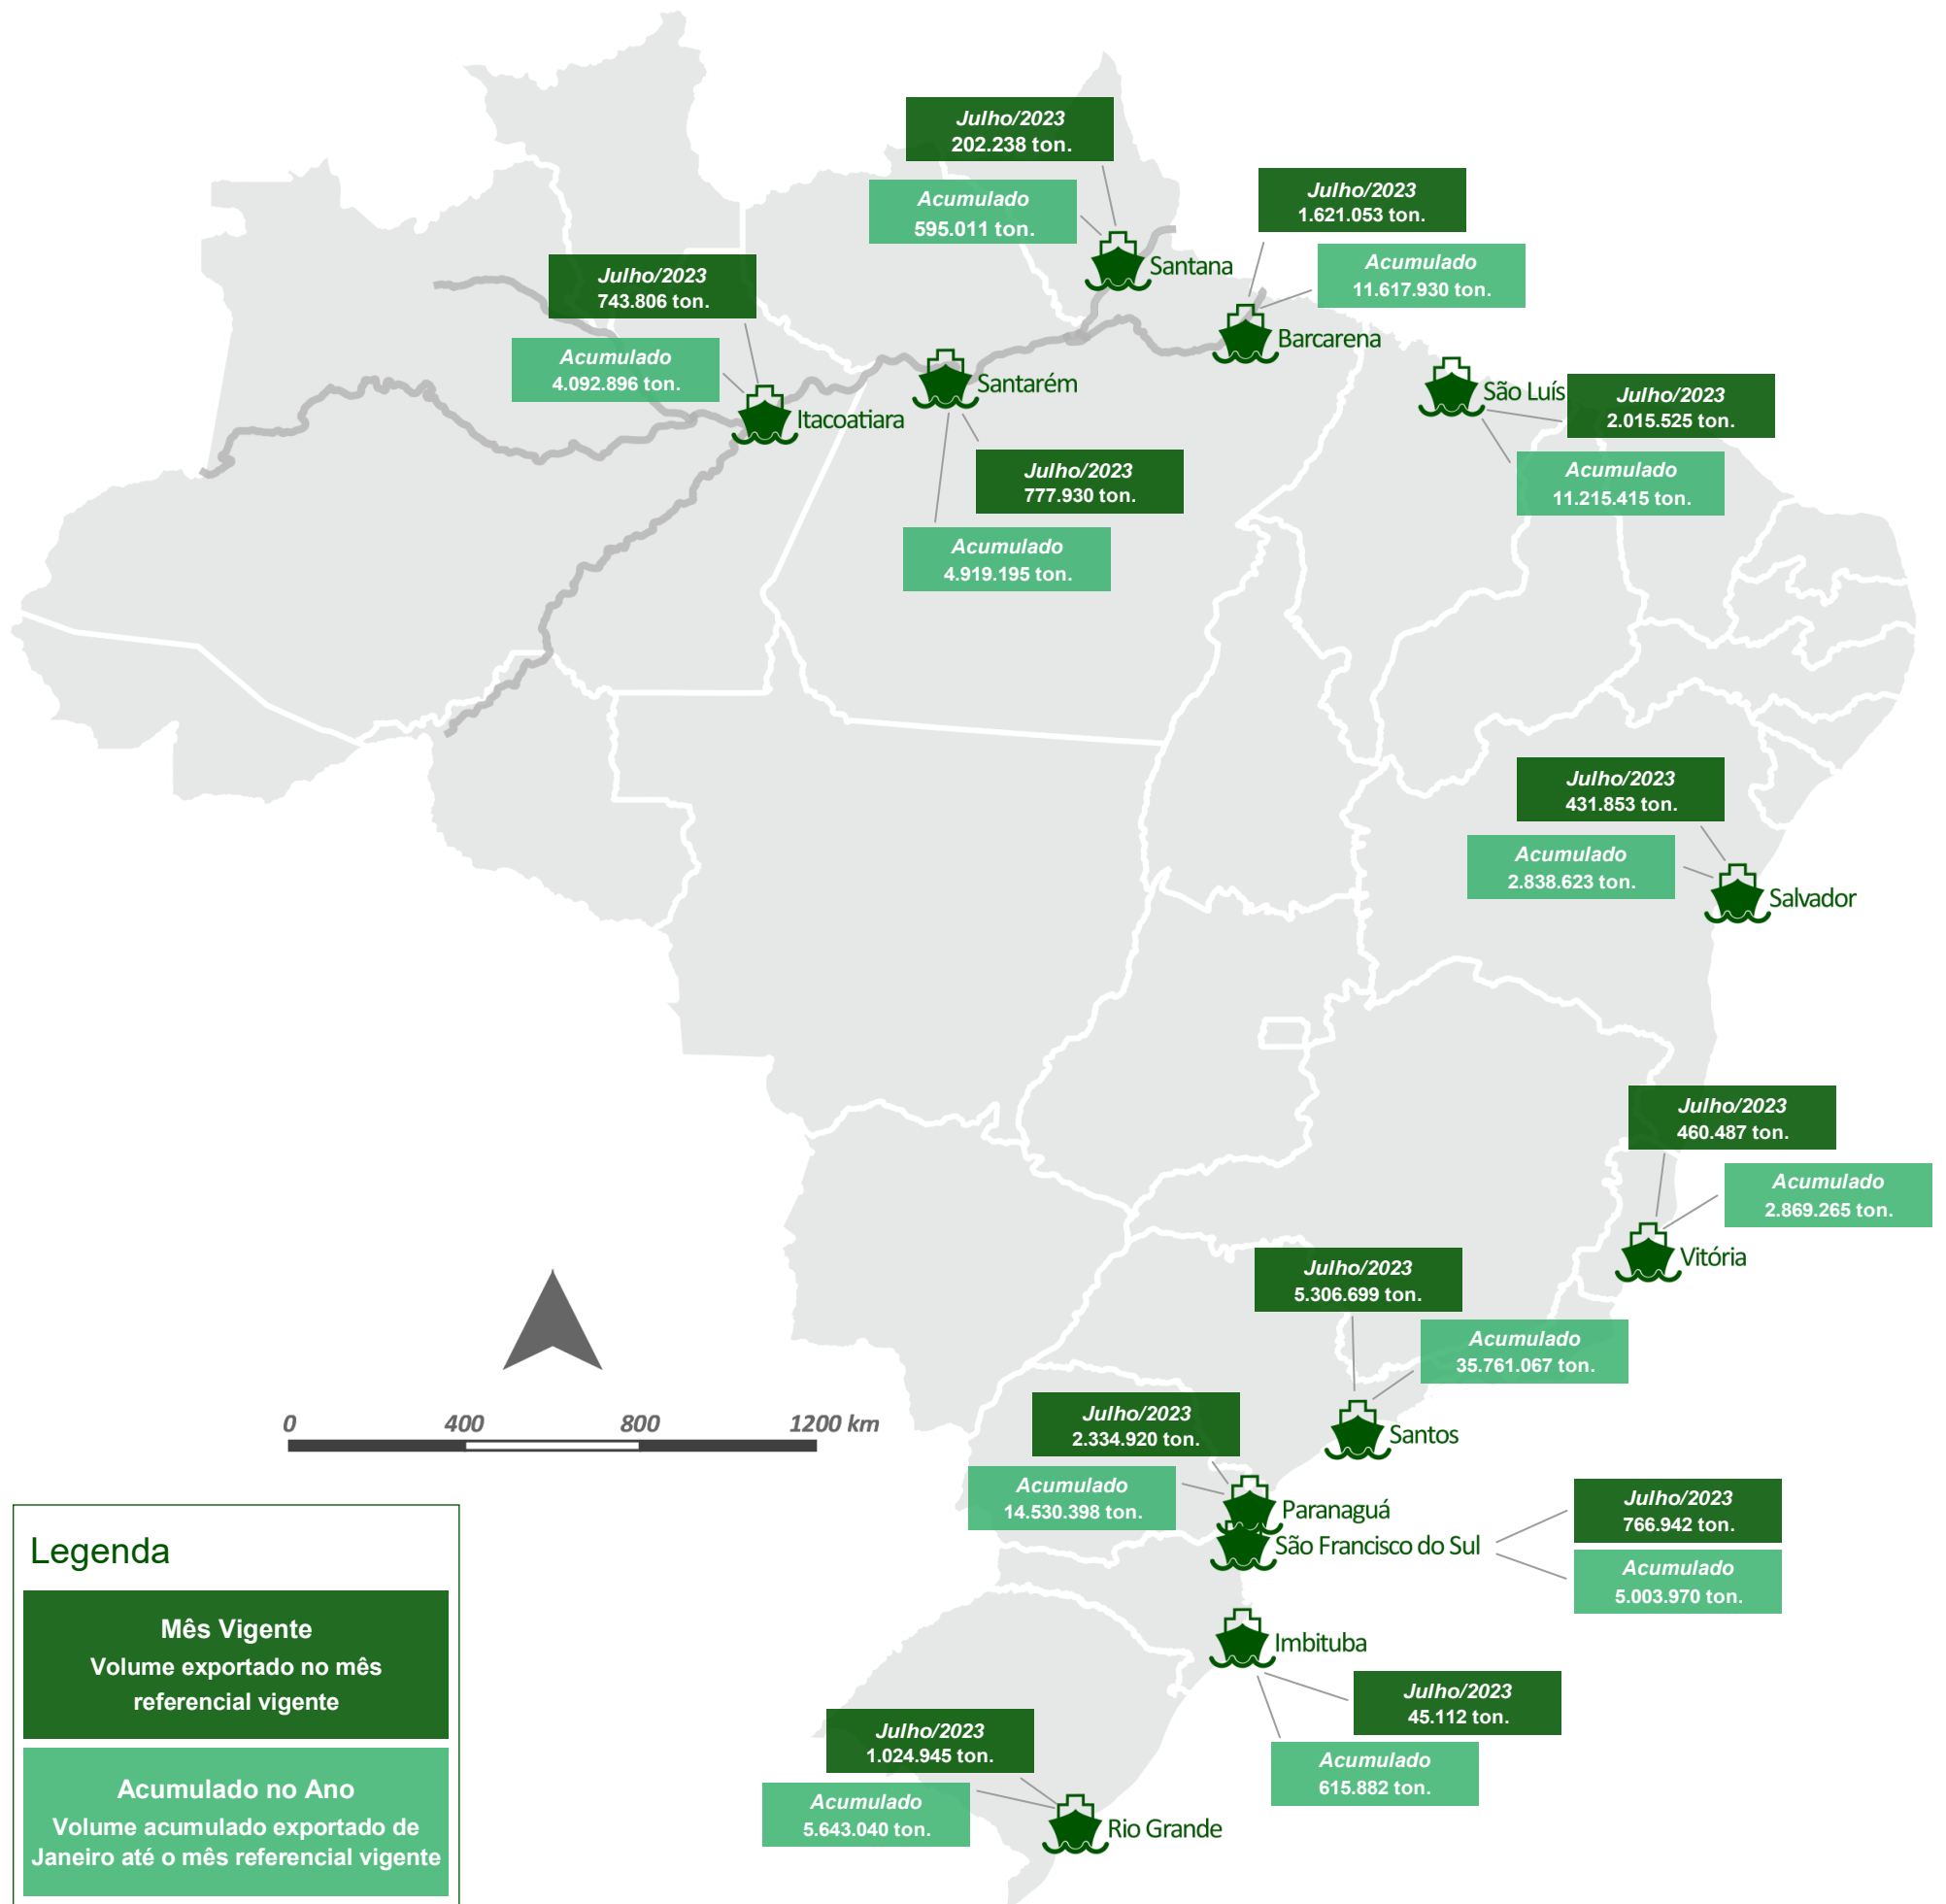 Julho/2023
202.238 ton.
Acumulado
595.011 ton.
Santana
Julho/2023
1.621.053 ton.
Acumulado
11.617.930 ton.
Barcarena
Julho/2023
743.806 ton.
Acumulado
4.092.896 ton.
Itacoatiara
Santarém
Julho/2023
777.930 ton.
Acumulado
4.919.195 ton.
São Luís
Julho/2023
2.015.525 ton.
Acumulado
11.215.415 ton.
Julho/2023
431.853 ton.
Acumulado
2.838.623 ton.
Salvador
Julho/2023
460.487 ton.
Acumulado
2.869.265 ton.
Vitória
Julho/2023
5.306.699 ton.
Acumulado
35.761.067 ton.
Santos
Julho/2023
2.334.920 ton.
Acumulado
14.530.398 ton.
Paranaguá
São Francisco do Sul
Julho/2023
766.942 ton.
Acumulado
5.003.970 ton.
Imbituba
Julho/2023
45.112 ton.
Acumulado
615.882 ton.
Julho/2023
1.024.945 ton.
Acumulado
5.643.040 ton.
Rio Grande
0 400 800 1200 km
Legenda
Mês Vigente
Volume exportado no mês
referencial vigente
Acumulado no Ano
Volume acumulado exportado de
Janeiro até o mês referencial vigente